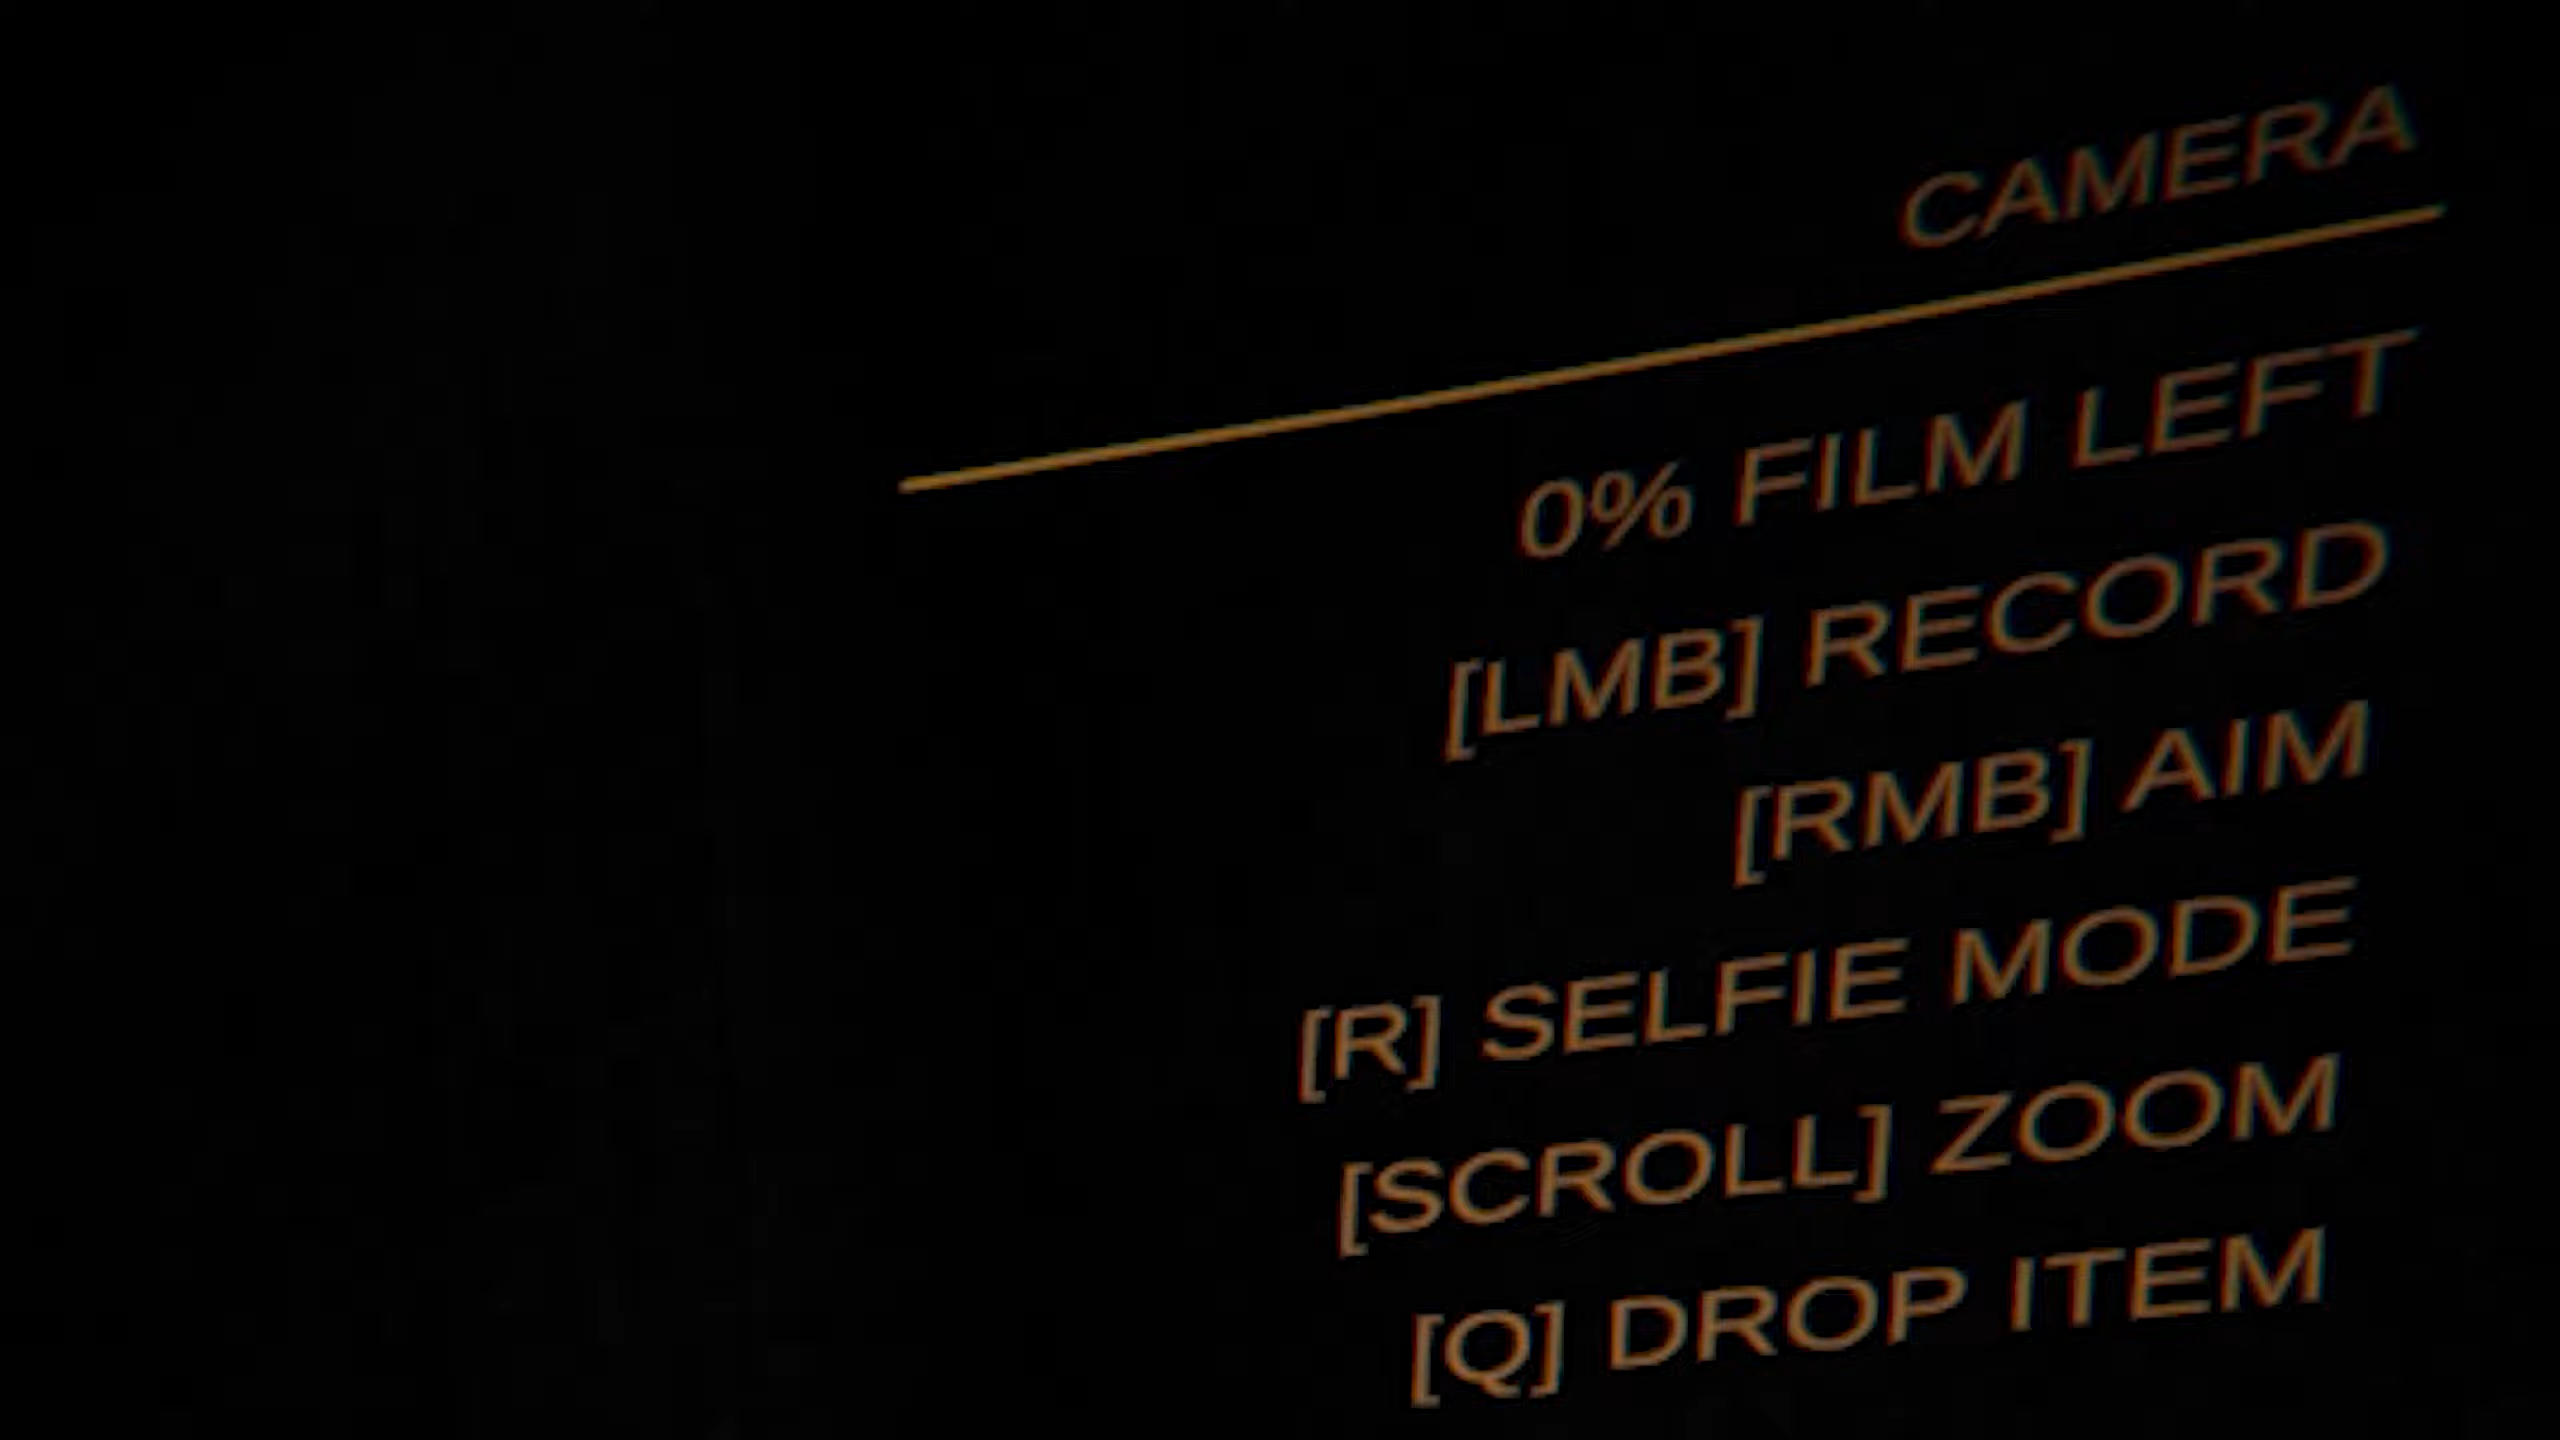 CAMERA
0% FILM LEFT
[LMB] RECORD
[RMB] AIM
[R] SELFIE MODE
[SCROLL] ZOOM
[Q] DROP ITEM